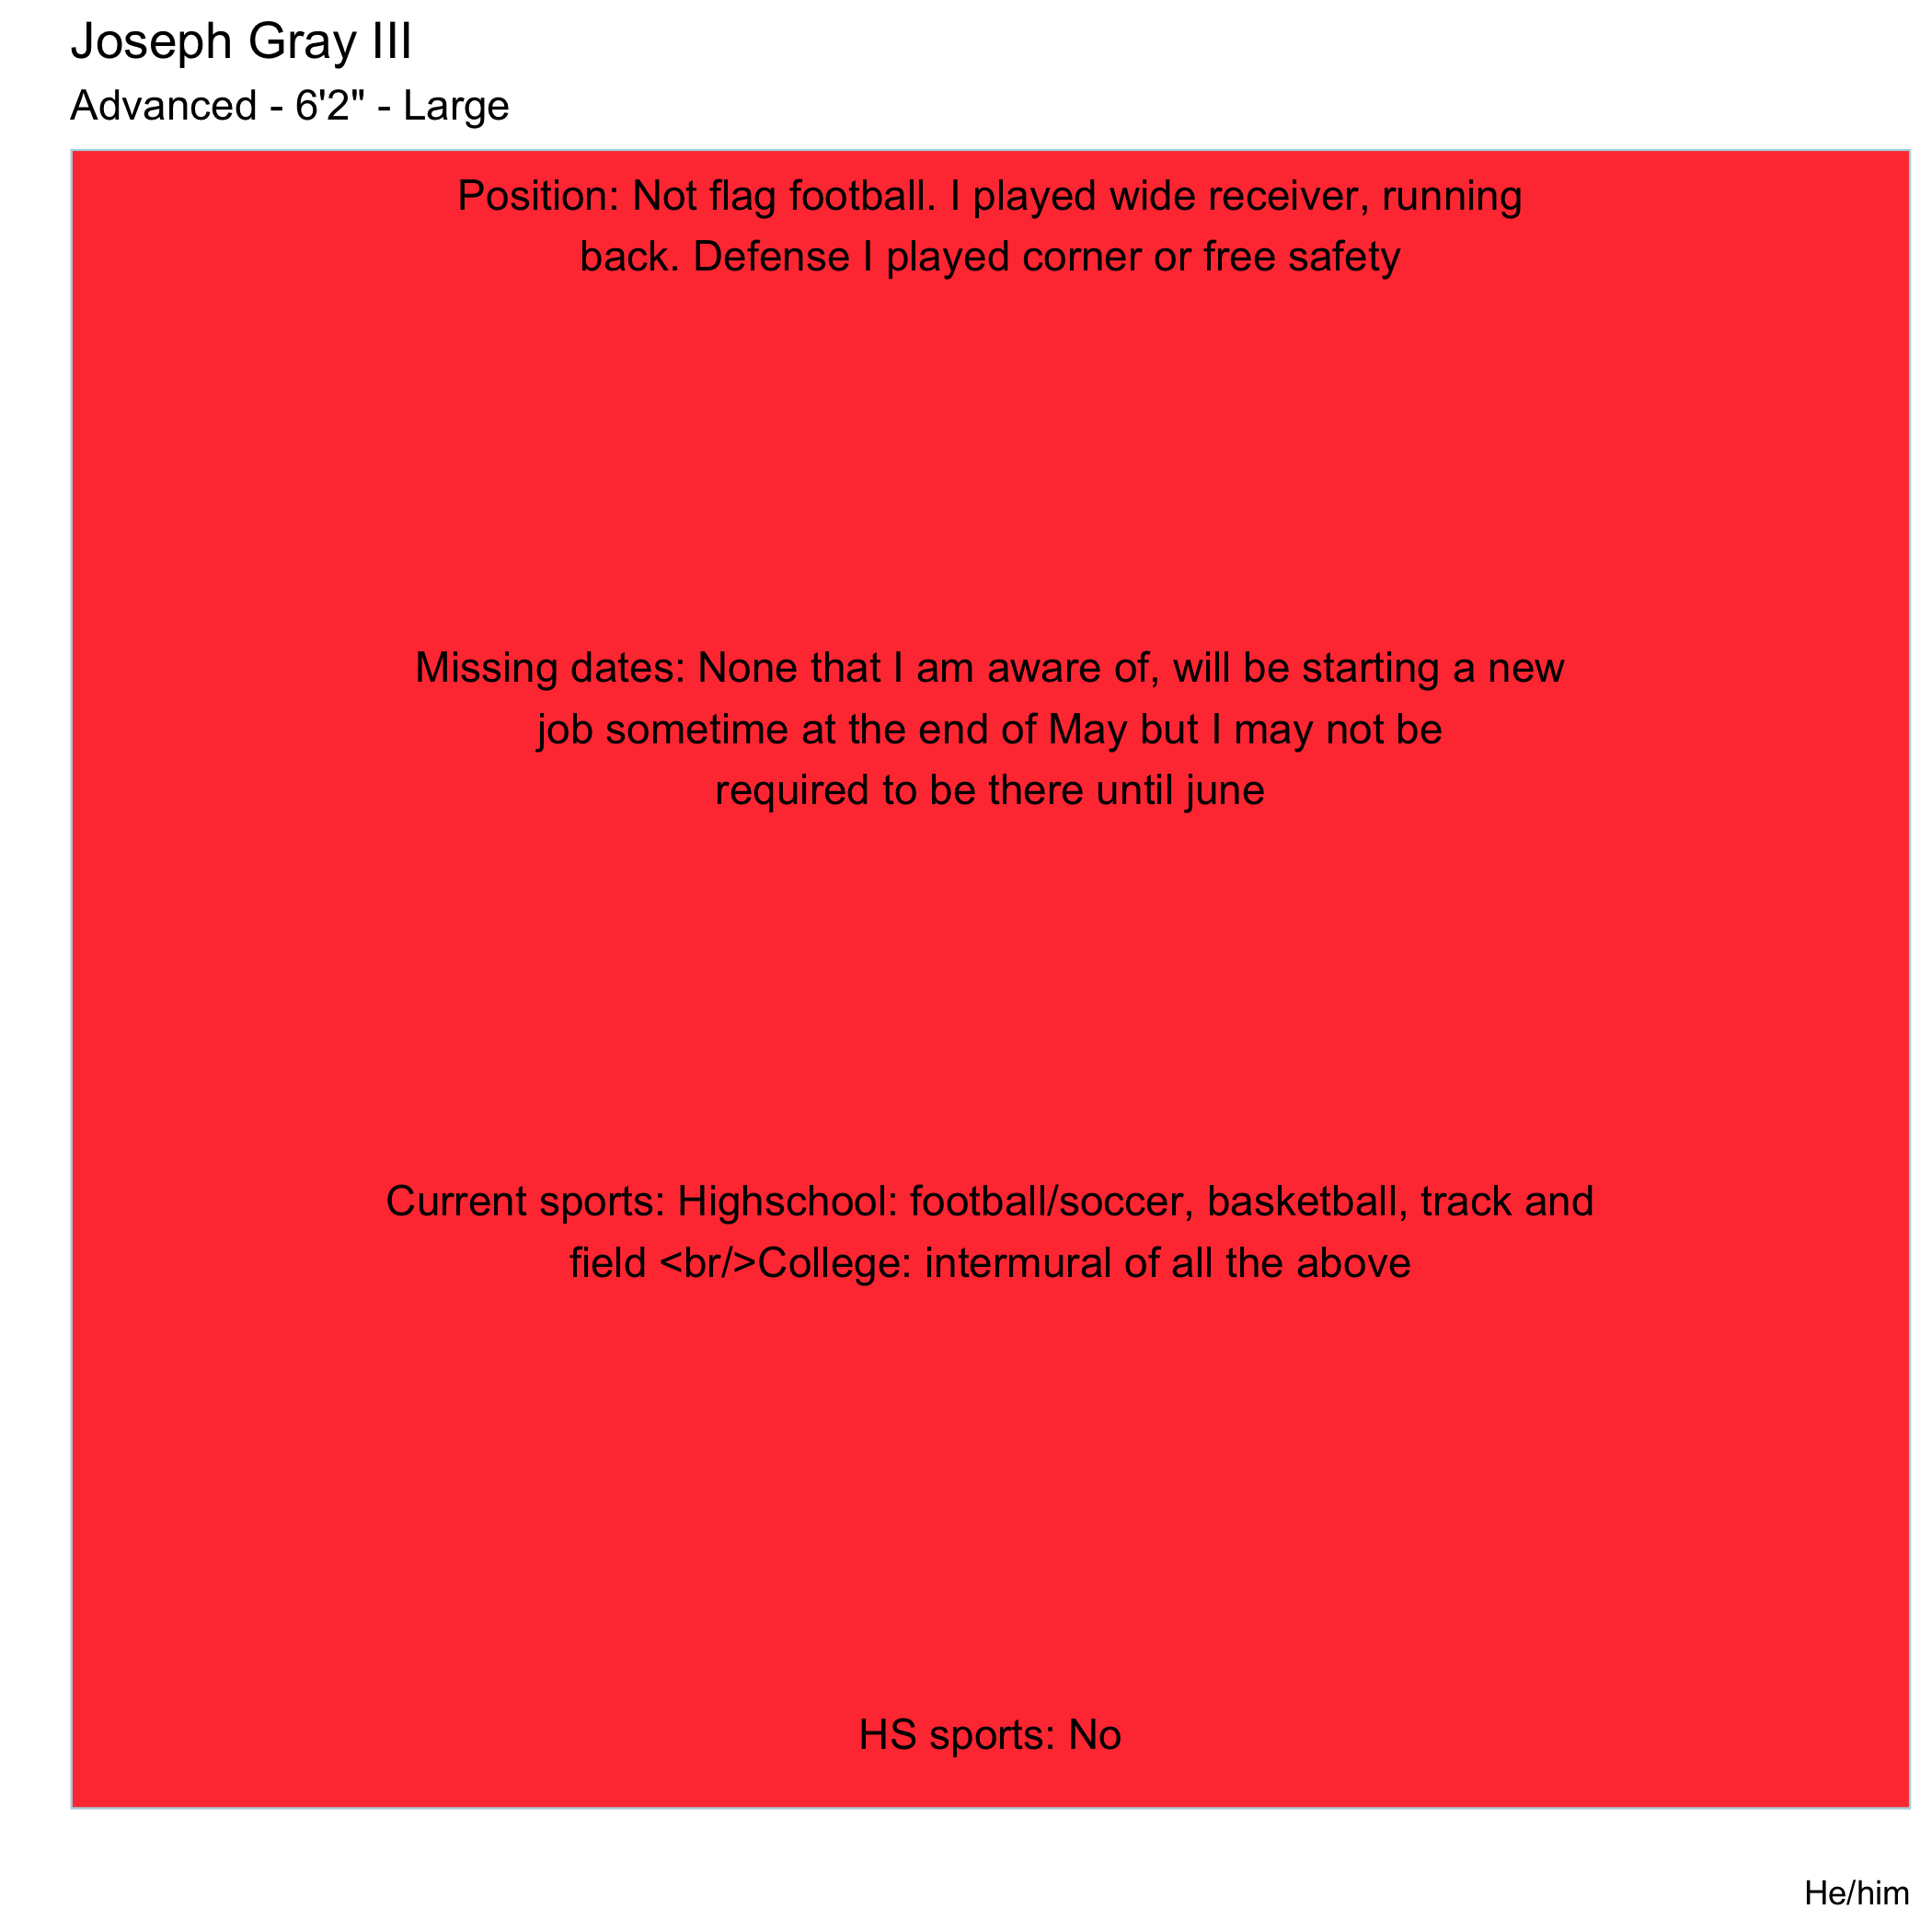 Joseph Gray III
Advanced - 6'2" - Large
Position: Not flag football. I played wide receiver, running
back. Defense I played corner or free safety
Missing dates: None that I am aware of, will be starting a new
job sometime at the end of May but I may not be
required to be there until june
Current sports: Highschool: football/soccer, basketball, track and
field <br/>College: intermural of all the above
HS sports: No
He/him